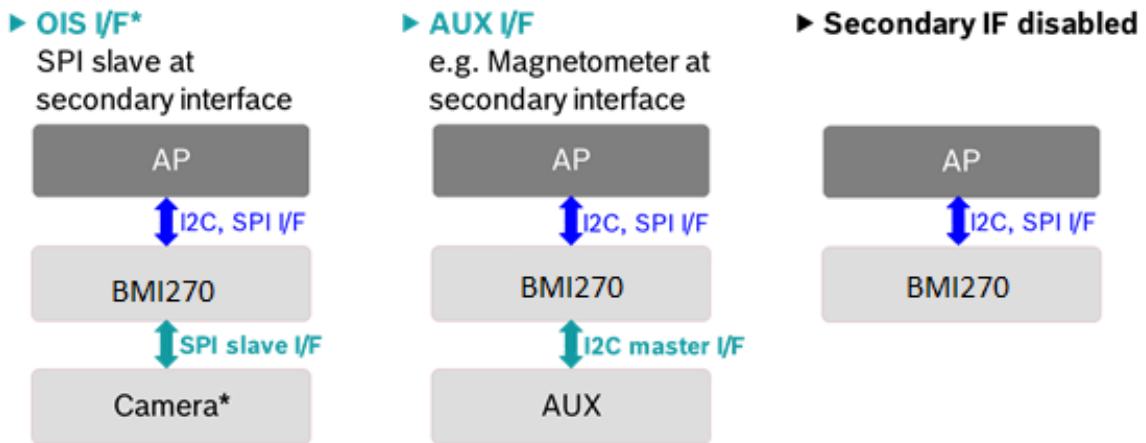 ▶ OIS I/F*
SPI slave at
secondary interface
AP
I2C, SPI I/F
BMI270
SPI slave I/F
Camera*
▶ AUX I/F
e.g. Magnetometer at
secondary interface
AP
I2C, SPI I/F
BMI270
I2C master I/F
AUX
▶ Secondary IF disabled
AP
I2C, SPI I/F
BMI270